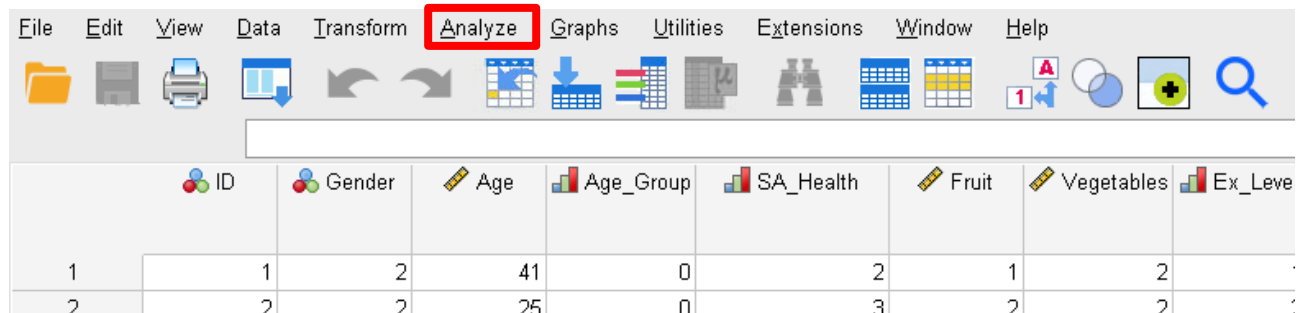 File Edit View Data Transform Analyze Graphs Utilities Extensions Window Help
A
1
μ
ID Gender Age Age_Group SA_Health Fruit Vegetables Ex_Leve
1 1 2 41 0 2 1 2
2 2 2 25 0 3 2 2